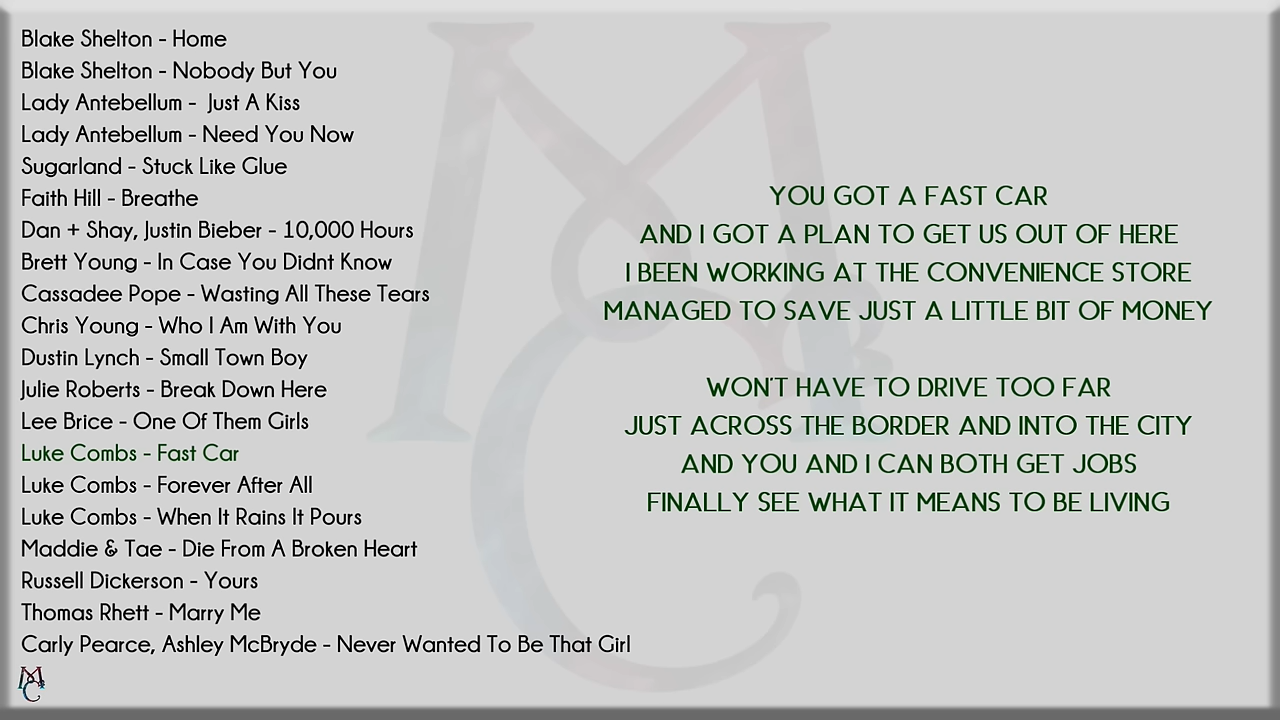 Blake Shelton - Home
Blake Shelton - Nobody But You
Lady Antebellum -  Just A Kiss
Lady Antebellum - Need You Now
Sugarland - Stuck Like Glue
Faith Hill - Breathe
Dan + Shay, Justin Bieber - 10,000 Hours
Brett Young - In Case You Didnt Know
Cassadee Pope - Wasting All These Tears
Chris Young - Who I Am With You
Dustin Lynch - Small Town Boy
Julie Roberts - Break Down Here
Lee Brice - One Of Them Girls
Luke Combs - Fast Car
Luke Combs - Forever After All
Luke Combs - When It Rains It Pours
Maddie & Tae - Die From A Broken Heart
Russell Dickerson - Yours
Thomas Rhett - Marry Me
Carly Pearce, Ashley McBryde - Never Wanted To Be That Girl
YOU GOT A FAST CAR
AND I GOT A PLAN TO GET US OUT OF HERE
I BEEN WORKING AT THE CONVENIENCE STORE
MANAGED TO SAVE JUST A LITTLE BIT OF MONEY
WON'T HAVE TO DRIVE TOO FAR
JUST ACROSS THE BORDER AND INTO THE CITY
AND YOU AND I CAN BOTH GET JOBS
FINALLY SEE WHAT IT MEANS TO BE LIVING